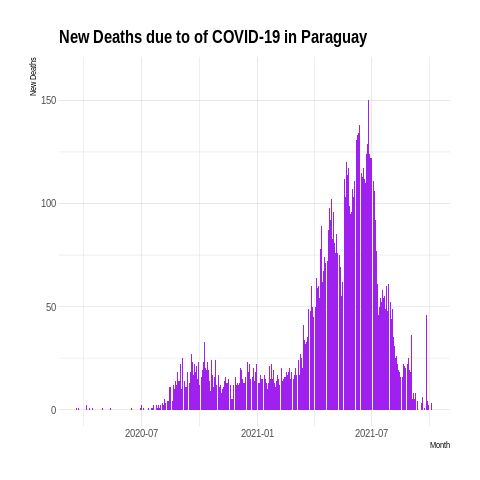 New Deaths due to of COVID-19 in Paraguay
New Deaths
150
100
50
0
2020-07
2021-01
2021-07
Month